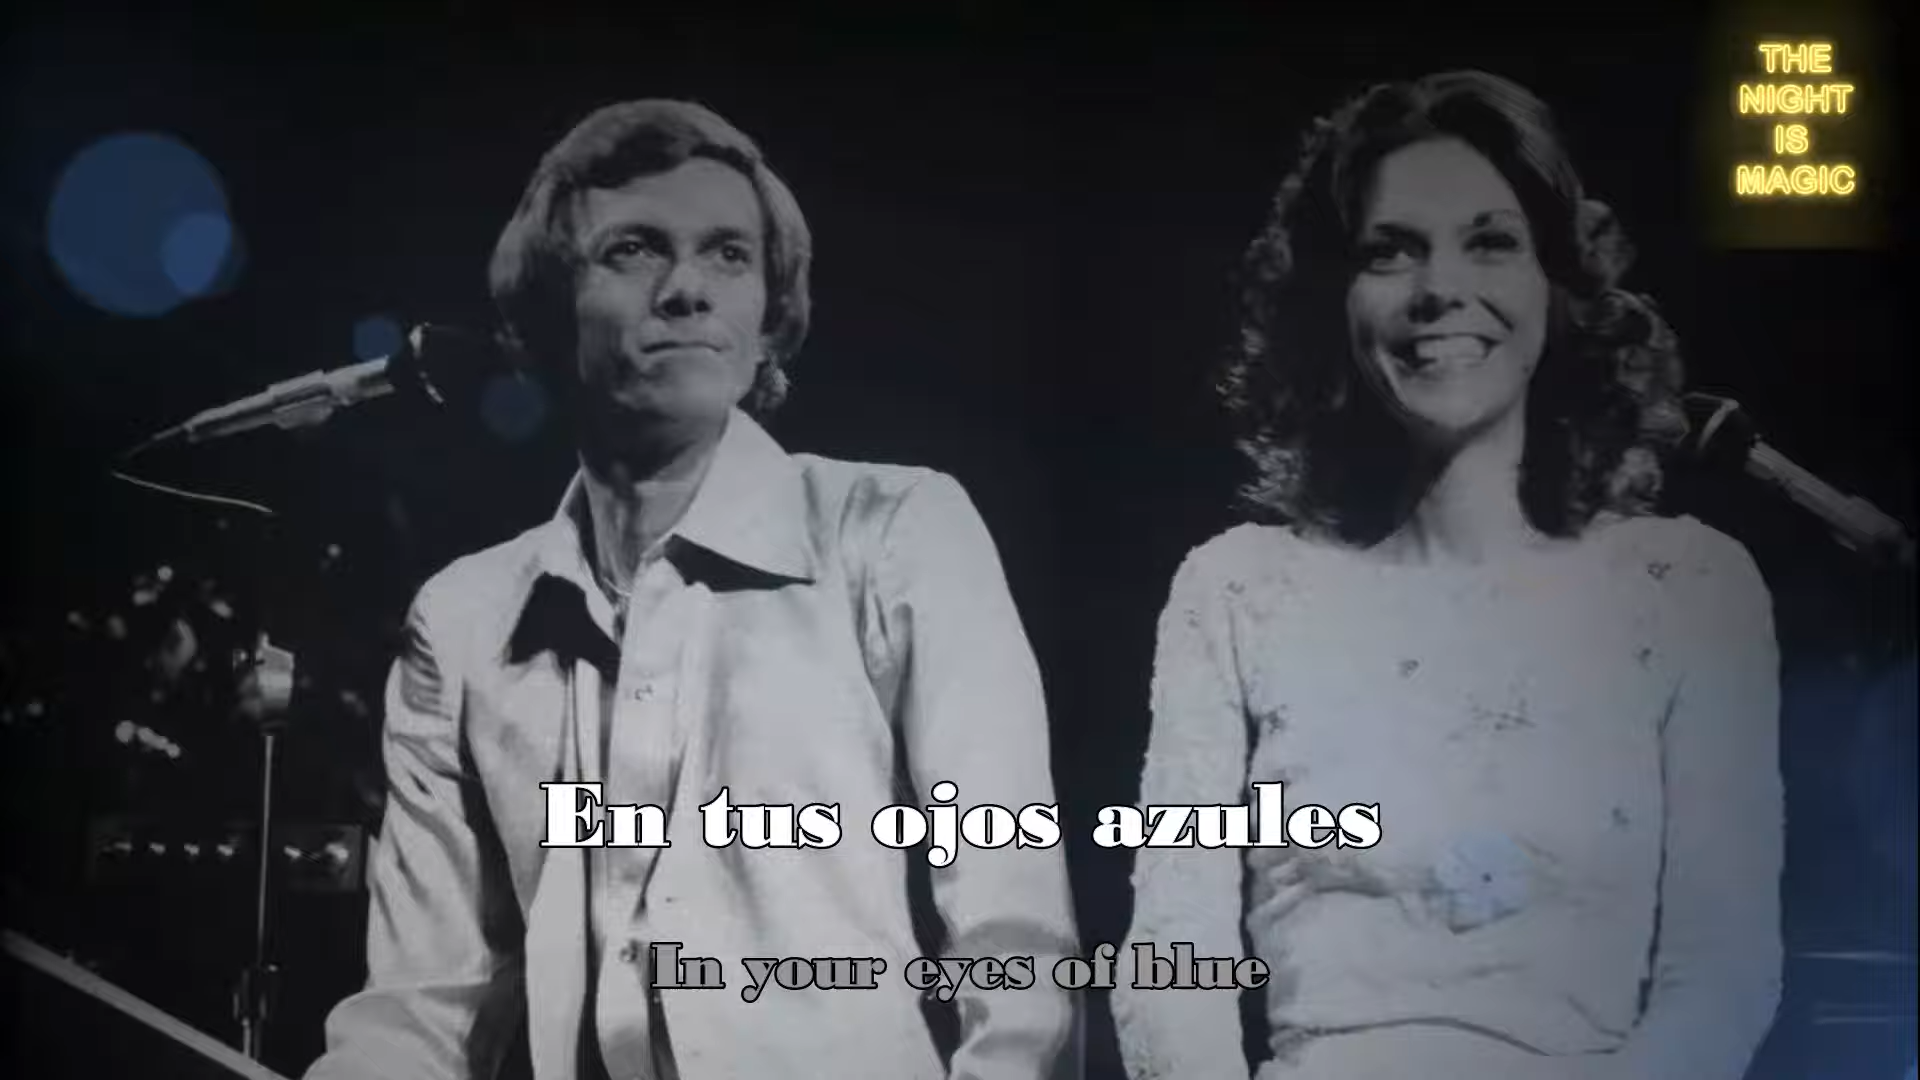 THE
NIGHT
IS
MAGIC
En tus ojos azules
In your eyes of blue